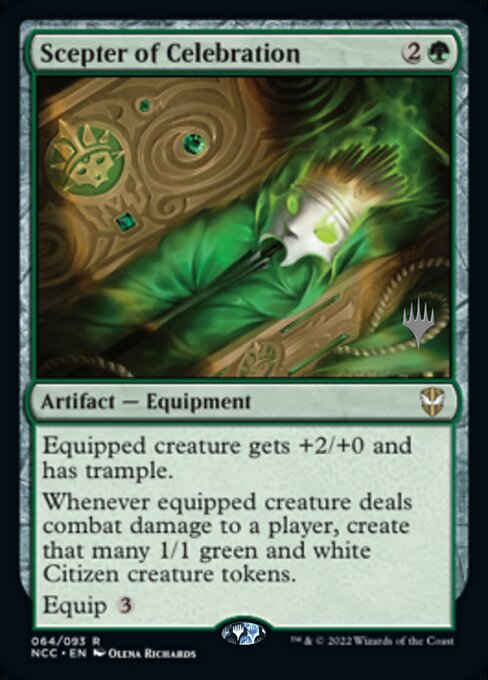 Scepter of Celebration 2
Artifact — Equipment
Equipped creature gets +2/+0 and
has trample.
Whenever equipped creature deals
combat damage to a player, create
that many 1/1 green and white
Citizen creature tokens.
Equip 3
064/093 R
NCC • EN Olena Richards
™ & © 2022 Wizards of the Coast